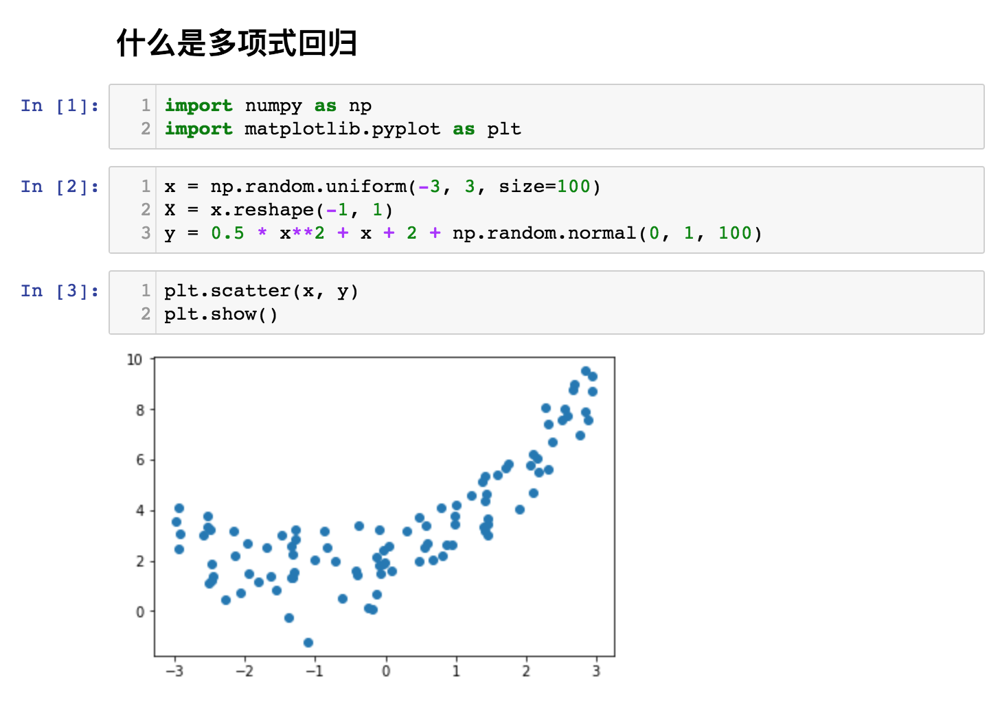 什么是多项式回归
In [1]:
1 import numpy as np
2 import matplotlib.pyplot as plt
In [2]:
1 x = np.random.uniform(-3, 3, size=100)
2 X = x.reshape(-1, 1)
3 y = 0.5 * x**2 + x + 2 + np.random.normal(0, 1, 100)
In [3]:
1 plt.scatter(x, y)
2 plt.show()
10
8
6
4
2
0
−3 −2 −1 0 1 2 3